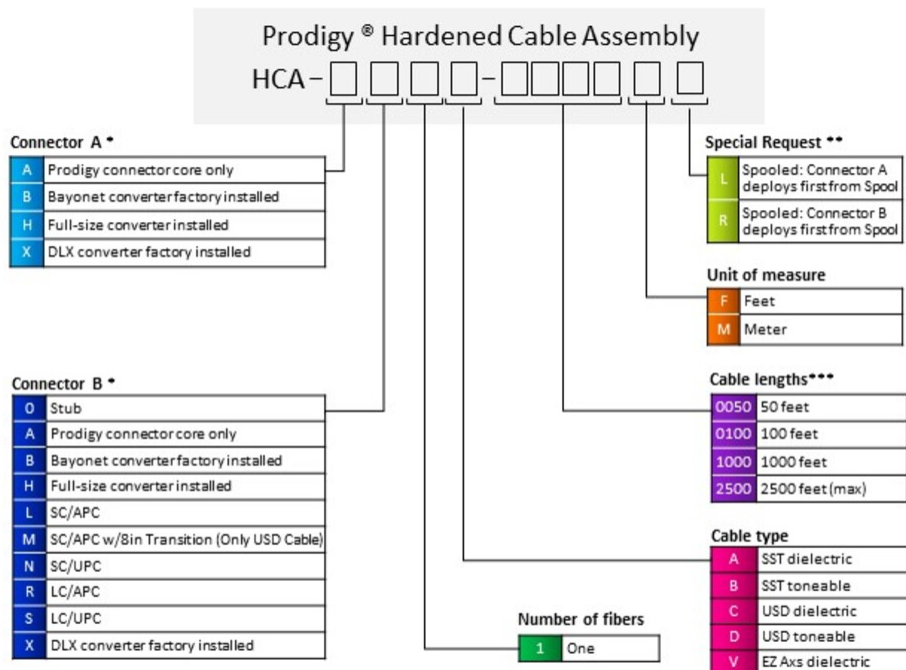 Prodigy ® Hardened Cable Assembly
HCA-□□□□-□□□□□□
Connector A *
A Prodigy connector core only
B Bayonet converter factory installed
H Full-size converter installed
X DLX converter factory installed
Connector B *
0 Stub
A Prodigy connector core only
B Bayonet converter factory installed
H Full-size converter installed
L SC/APC
M SC/APC w/8in Transition (Only USD Cable)
N SC/UPC
R LC/APC
S LC/UPC
X DLX converter factory installed
Number of fibers
1 One
Special Request **
L Spooled: Connector A
deploys first from Spool
R Spooled: Connector B
deploys first from Spool
Unit of measure
F Feet
M Meter
Cable lengths***
0050 50 feet
0100 100 feet
1000 1000 feet
2500 2500 feet (max)
Cable type
A SST dielectric
B SST toneable
C USD dielectric
D USD toneable
V EZ Axs dielectric